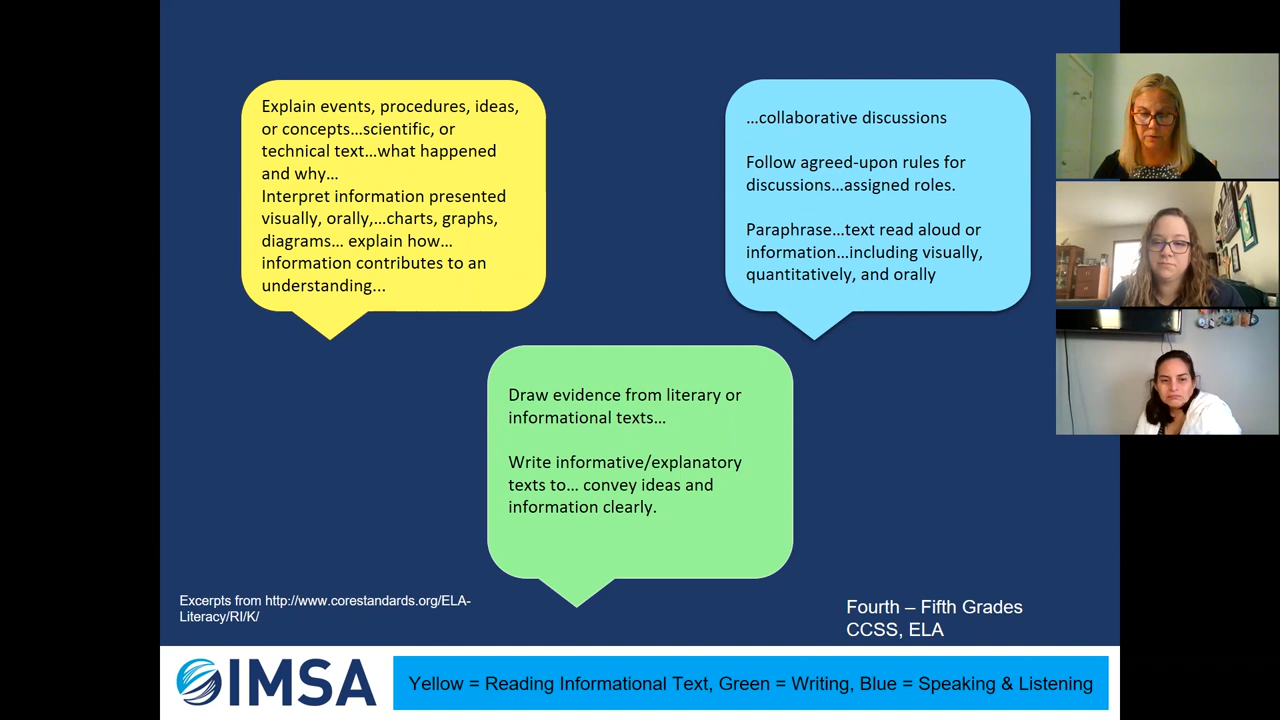 Explain events, procedures, ideas,
or concepts...scientific, or
technical text...what happened
and why...
Interpret information presented
visually, orally,...charts, graphs,
diagrams... explain how...
information contributes to an
understanding...
...collaborative discussions
Follow agreed-upon rules for
discussions...assigned roles.
Paraphrase...text read aloud or
information...including visually,
quantitatively, and orally
Draw evidence from literary or
informational texts...
Write informative/explanatory
texts to... convey ideas and
information clearly.
Excerpts from http://www.corestandards.org/ELA-
Literacy/RI/K/
Fourth – Fifth Grades
CCSS, ELA
IMSA
Yellow = Reading Informational Text, Green = Writing, Blue = Speaking & Listening